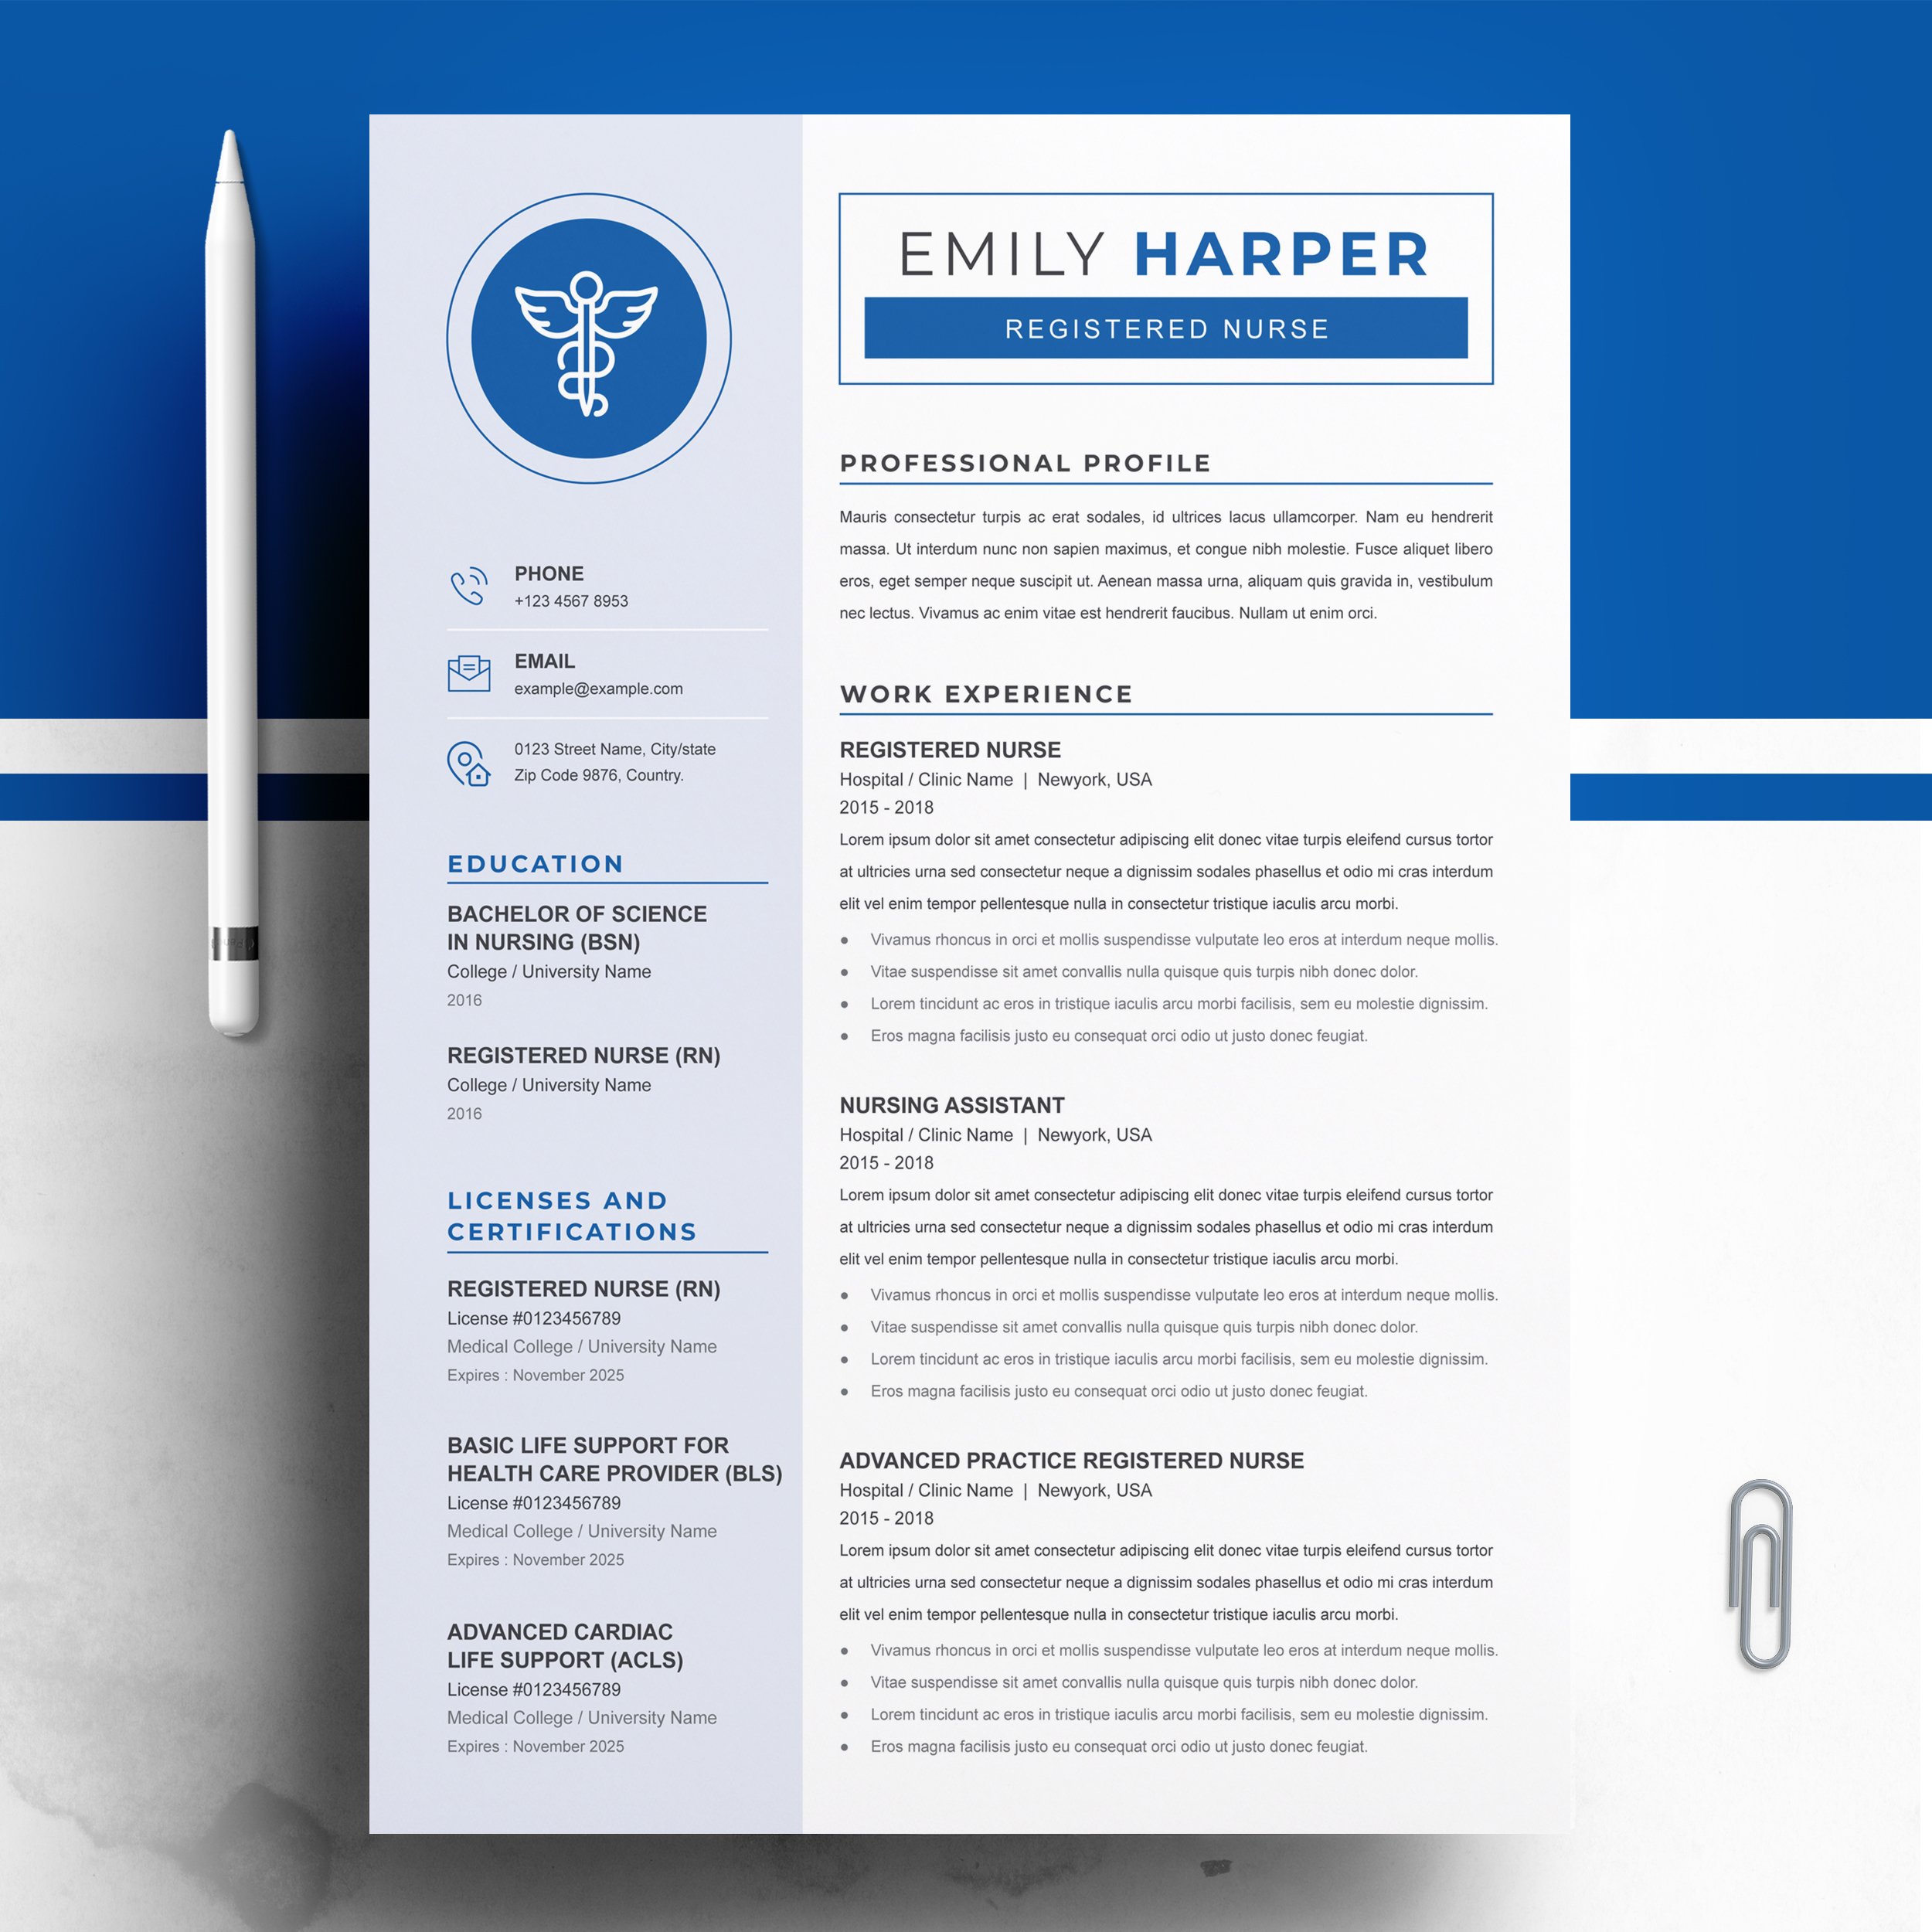 EMILY HARPER
REGISTERED NURSE
PHONE
+123 4567 8953
EMAIL
example@example.com
0123 Street Name, City/state
Zip Code 9876, Country.
EDUCATION
BACHELOR OF SCIENCE
IN NURSING (BSN)
College / University Name
2016
REGISTERED NURSE (RN)
College / University Name
2016
LICENSES AND
CERTIFICATIONS
REGISTERED NURSE (RN)
License #0123456789
Medical College / University Name
Expires : November 2025
BASIC LIFE SUPPORT FOR
HEALTH CARE PROVIDER (BLS)
License #0123456789
Medical College / University Name
Expires : November 2025
ADVANCED CARDIAC
LIFE SUPPORT (ACLS)
License #0123456789
Medical College / University Name
Expires : November 2025
PROFESSIONAL PROFILE
Mauris consectetur turpis ac erat sodales, id ultrices lacus ullamcorper. Nam eu hendrerit
massa. Ut interdum nunc non sapien maximus, et congue nibh molestie. Fusce aliquet libero
eros, eget semper neque suscipit ut. Aenean massa urna, aliquam quis gravida in, vestibulum
nec lectus. Vivamus ac enim vitae est hendrerit faucibus. Nullam ut enim orci.
WORK EXPERIENCE
REGISTERED NURSE
Hospital / Clinic Name | Newyork, USA
2015 - 2018
Lorem ipsum dolor sit amet consectetur adipiscing elit donec vitae turpis eleifend cursus tortor
at ultricies urna sed consectetur neque a dignissim sodales phasellus et odio mi cras interdum
elit vel enim tempor pellentesque nulla in consectetur tristique iaculis arcu morbi.
● Vivamus rhoncus in orci et mollis suspendisse vulputate leo eros at interdum neque mollis.
● Vitae suspendisse sit amet convallis nulla quisque quis turpis nibh donec dolor.
● Lorem tincidunt ac eros in tristique iaculis arcu morbi facilisis, sem eu molestie dignissim.
● Eros magna facilisis justo eu consequat orci odio ut justo donec feugiat.
NURSING ASSISTANT
Hospital / Clinic Name | Newyork, USA
2015 - 2018
Lorem ipsum dolor sit amet consectetur adipiscing elit donec vitae turpis eleifend cursus tortor
at ultricies urna sed consectetur neque a dignissim sodales phasellus et odio mi cras interdum
elit vel enim tempor pellentesque nulla in consectetur tristique iaculis arcu morbi.
● Vivamus rhoncus in orci et mollis suspendisse vulputate leo eros at interdum neque mollis.
● Vitae suspendisse sit amet convallis nulla quisque quis turpis nibh donec dolor.
● Lorem tincidunt ac eros in tristique iaculis arcu morbi facilisis, sem eu molestie dignissim.
● Eros magna facilisis justo eu consequat orci odio ut justo donec feugiat.
ADVANCED PRACTICE REGISTERED NURSE
Hospital / Clinic Name | Newyork, USA
2015 - 2018
Lorem ipsum dolor sit amet consectetur adipiscing elit donec vitae turpis eleifend cursus tortor
at ultricies urna sed consectetur neque a dignissim sodales phasellus et odio mi cras interdum
elit vel enim tempor pellentesque nulla in consectetur tristique iaculis arcu morbi.
● Vivamus rhoncus in orci et mollis suspendisse vulputate leo eros at interdum neque mollis.
● Vitae suspendisse sit amet convallis nulla quisque quis turpis nibh donec dolor.
● Lorem tincidunt ac eros in tristique iaculis arcu morbi facilisis, sem eu molestie dignissim.
● Eros magna facilisis justo eu consequat orci odio ut justo donec feugiat.